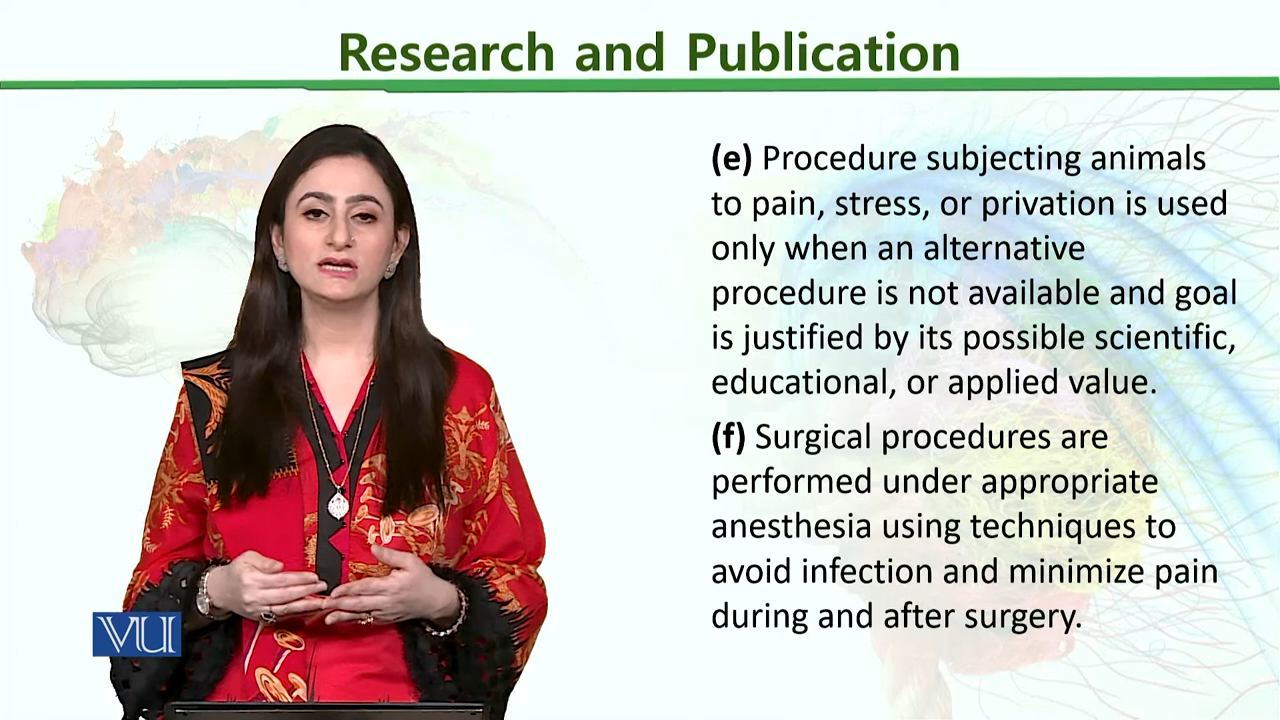 Research and Publication
(e) Procedure subjecting animals
to pain, stress, or privation is used
only when an alternative
procedure is not available and goal
is justified by its possible scientific,
educational, or applied value.
(f) Surgical procedures are
performed under appropriate
anesthesia using techniques to
avoid infection and minimize pain
during and after surgery.
VU